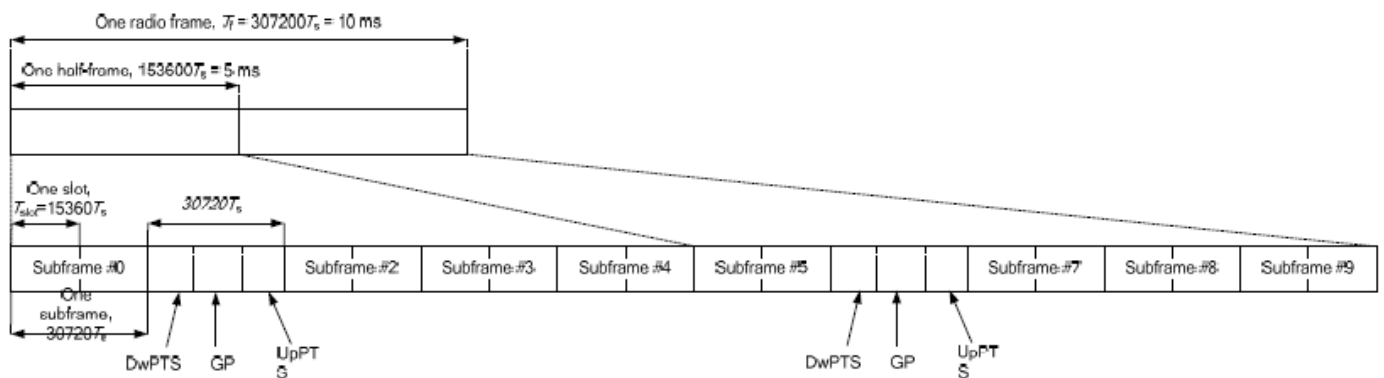 One radio frame, Tf = 307200Ts = 10 ms
One half-frame, 153600Ts = 5 ms
One slot,
Tslot=15360Ts
30720Ts
Subframe #0
Subframe #2
Subframe #3
Subframe #4
Subframe #5
Subframe #7
Subframe #8
Subframe #9
One
subframe,
30720Ts
DwPTS
GP
UpPT
S
DwPTS
GP
UpPT
S